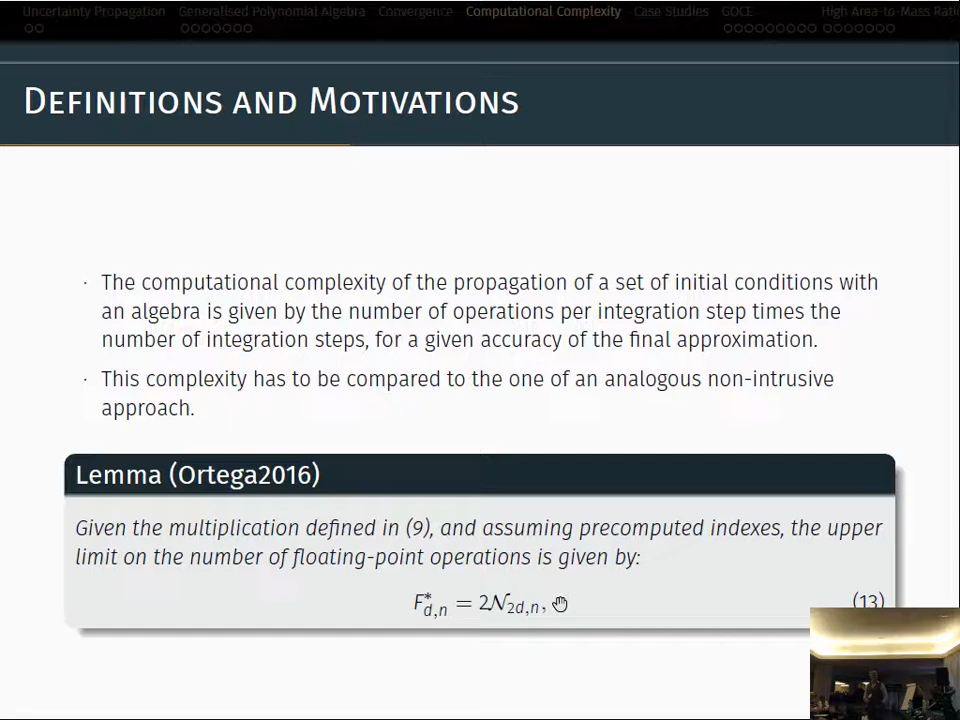 Uncertainty Propagation Generalised Polynomial Algebra Convergence Computational Complexity Case Studies GOCE High Area-to-Mass Rati
Definitions and Motivations
· The computational complexity of the propagation of a set of initial conditions with
an algebra is given by the number of operations per integration step times the
number of integration steps, for a given accuracy of the final approximation.
· This complexity has to be compared to the one of an analogous non-intrusive
approach.
Lemma (Ortega2016)
Given the multiplication defined in (9), and assuming precomputed indexes, the upper
limit on the number of floating-point operations is given by:
F*_{d,n} = 2𝒩_{2d,n}, (13)